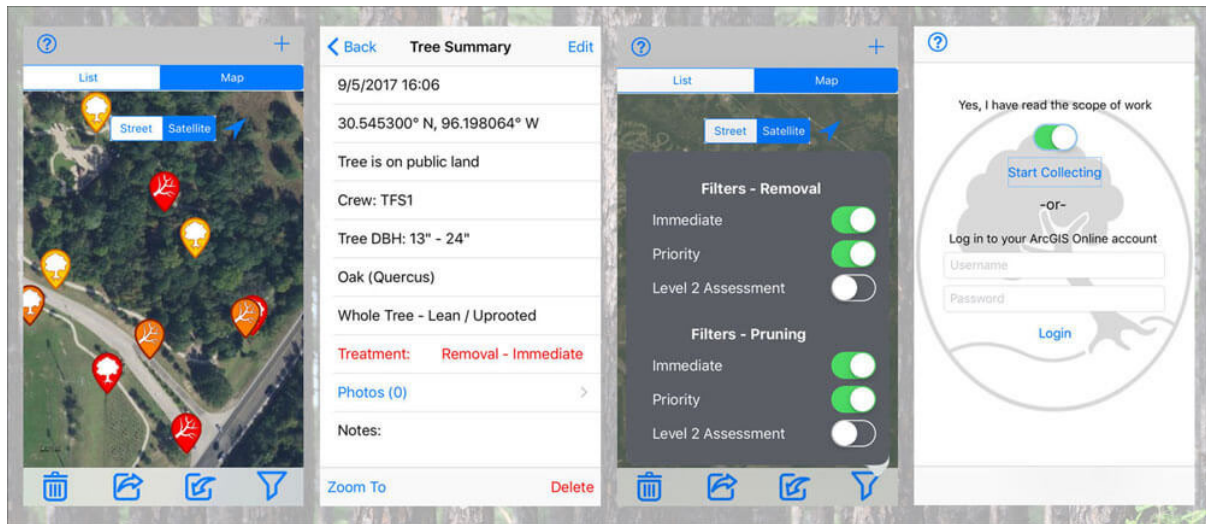 List
Map
Street
Satellite
Back
Tree Summary
Edit
9/5/2017 16:06
30.545300° N, 96.198064° W
Tree is on public land
Crew: TFS1
Tree DBH: 13" - 24"
Oak (Quercus)
Whole Tree - Lean / Uprooted
Treatment: Removal - Immediate
Photos (0)
Notes:
Zoom To
Delete
List
Map
Street
Satellite
Filters - Removal
Immediate
Priority
Level 2 Assessment
Filters - Pruning
Immediate
Priority
Level 2 Assessment
Yes, I have read the scope of work
Start Collecting
-or-
Log in to your ArcGIS Online account
Username
Password
Login